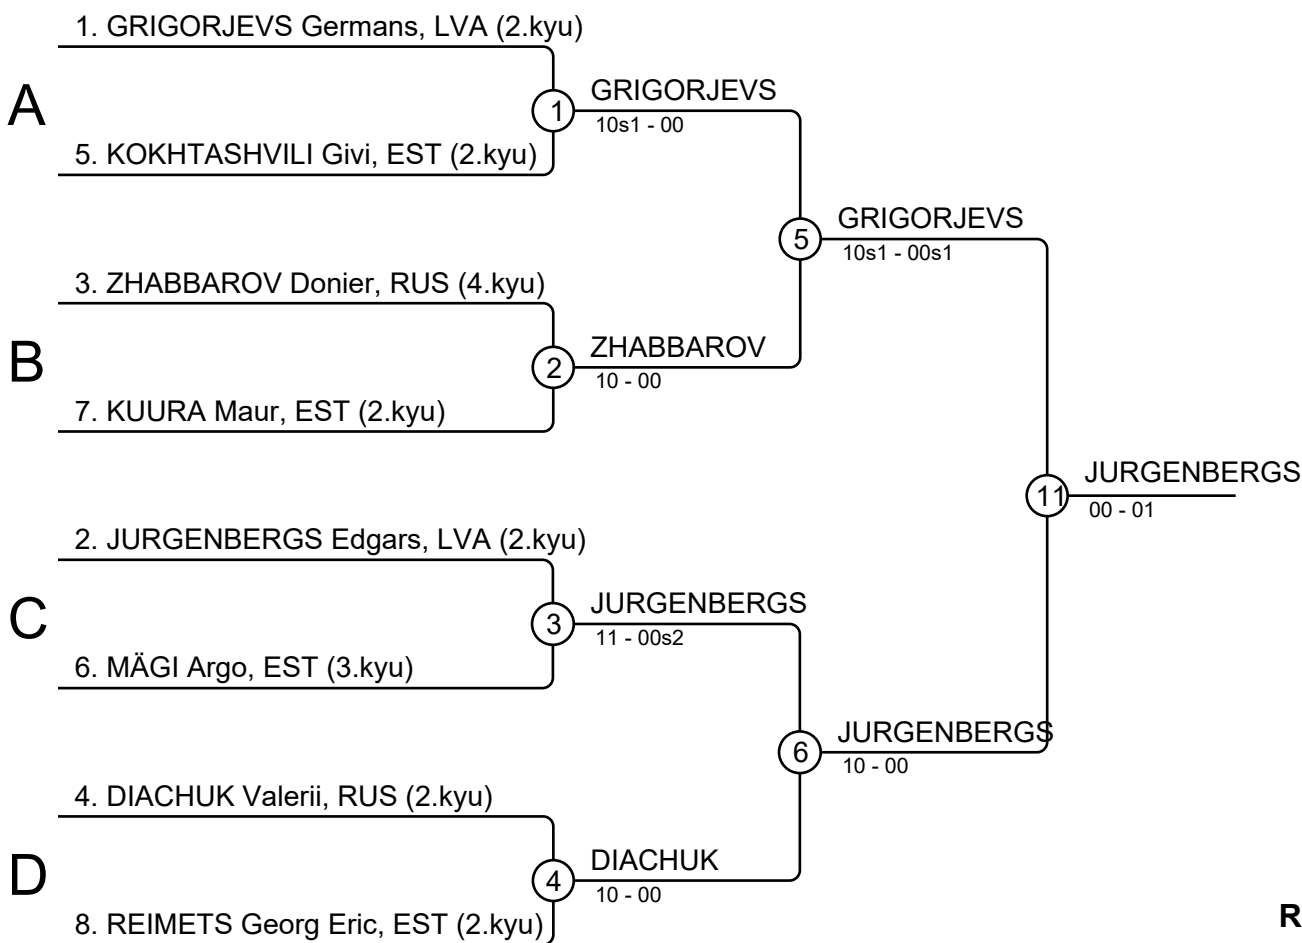 1. GRIGORJEVS Germans, LVA (2.kyu)
A
1
GRIGORJEVS
10s1 - 00
5. KOKHTASHVILI Givi, EST (2.kyu)
5
GRIGORJEVS
10s1 - 00s1
3. ZHABBAROV Donier, RUS (4.kyu)
B
2
ZHABBAROV
10 - 00
7. KUURA Maur, EST (2.kyu)
11
JURGENBERGS
00 - 01
2. JURGENBERGS Edgars, LVA (2.kyu)
C
3
JURGENBERGS
11 - 00s2
6. MÄGI Argo, EST (3.kyu)
6
JURGENBERGS
10 - 00
4. DIACHUK Valerii, RUS (2.kyu)
D
4
DIACHUK
10 - 00
8. REIMETS Georg Eric, EST (2.kyu)
R